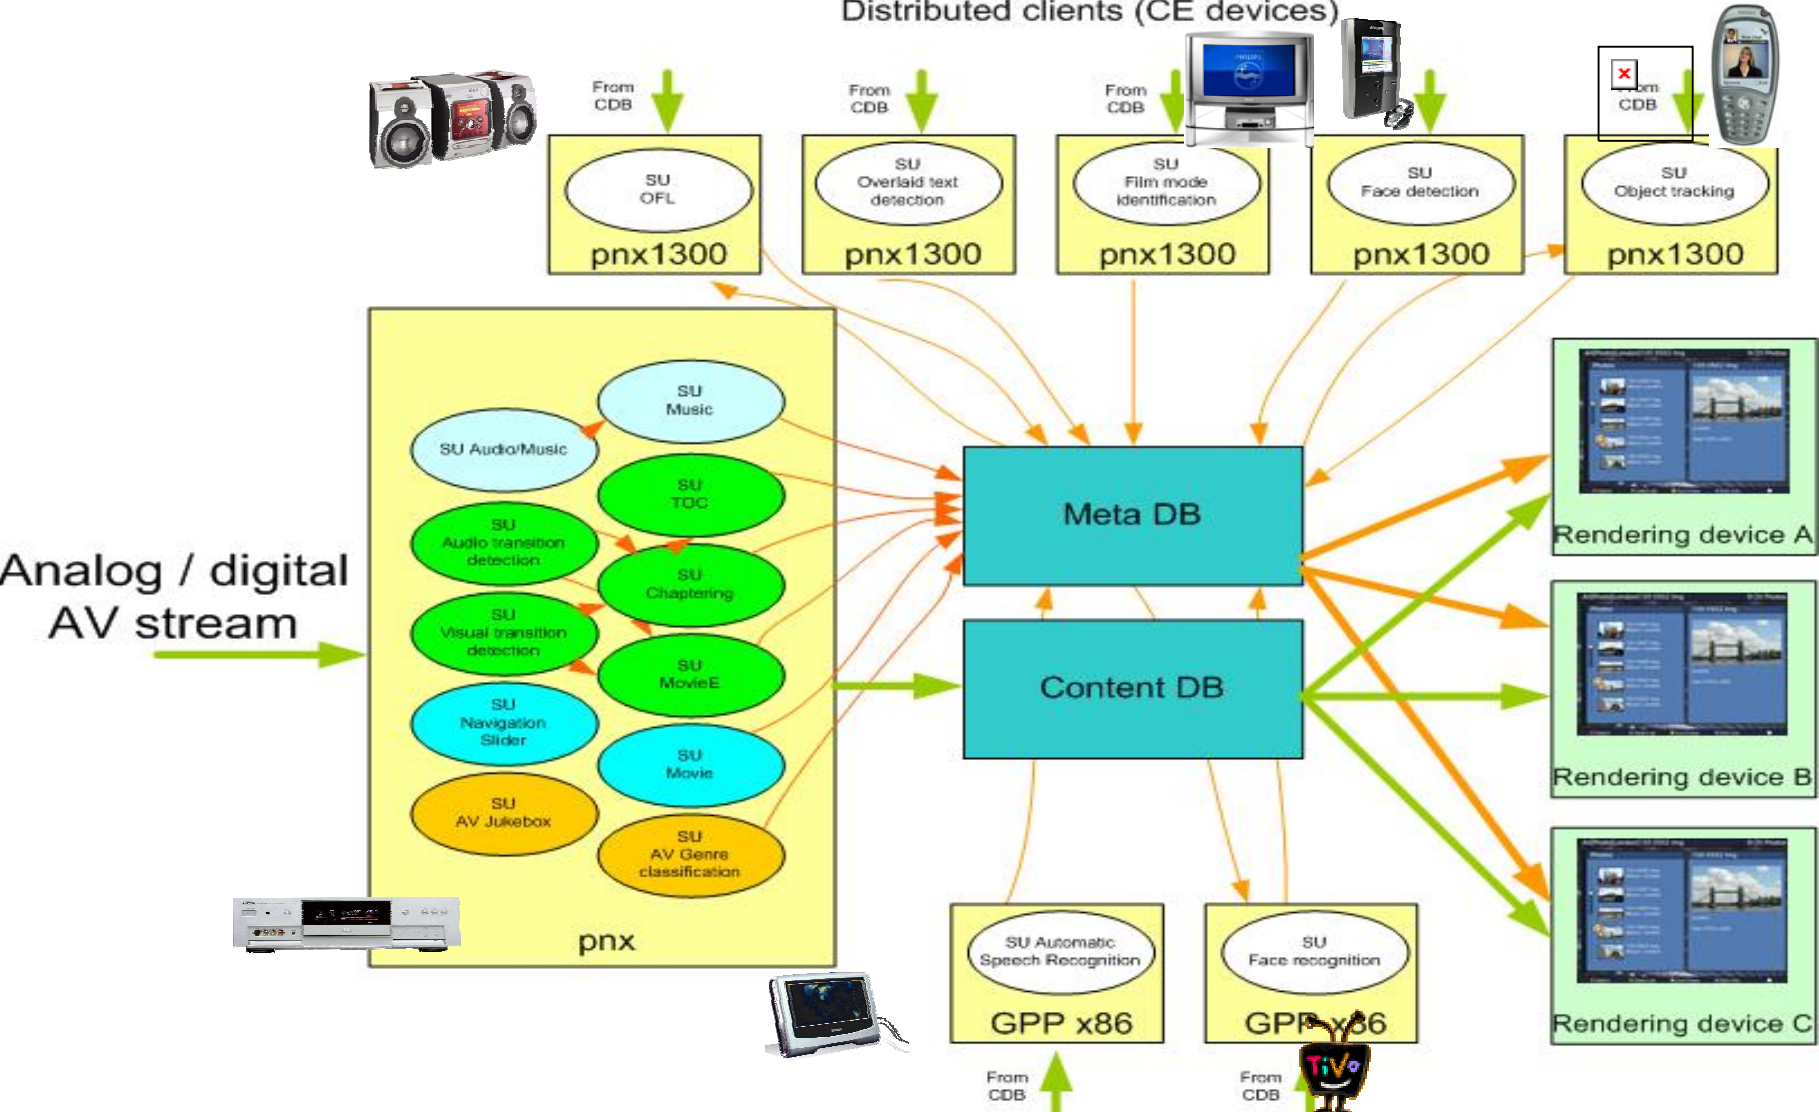 Distributed clients (CE devices)
From
CDB
From
CDB
From
CDB
CDB
SU
OFL
pnx1300
SU
Overlaid text
detection
pnx1300
SU
Film mode
identification
pnx1300
SU
Face detection
pnx1300
SU
Object tracking
pnx1300
Analog / digital
AV stream
SU
Music
SU Audio/Music
SU
TOC
SU
Audio transition
detection
SU
Chaptering
SU
Visual transition
detection
SU
MovieE
SU
Navigation
Slider
SU
Movie
SU
AV Jukebox
SU
AV Genre
classification
pnx
Meta DB
Content DB
Rendering device A
Rendering device B
Rendering device C
SU Automatic
Speech Recognition
GPP x86
SU
Face recognition
GPP x86
From
CDB
From
CDB
TiVo